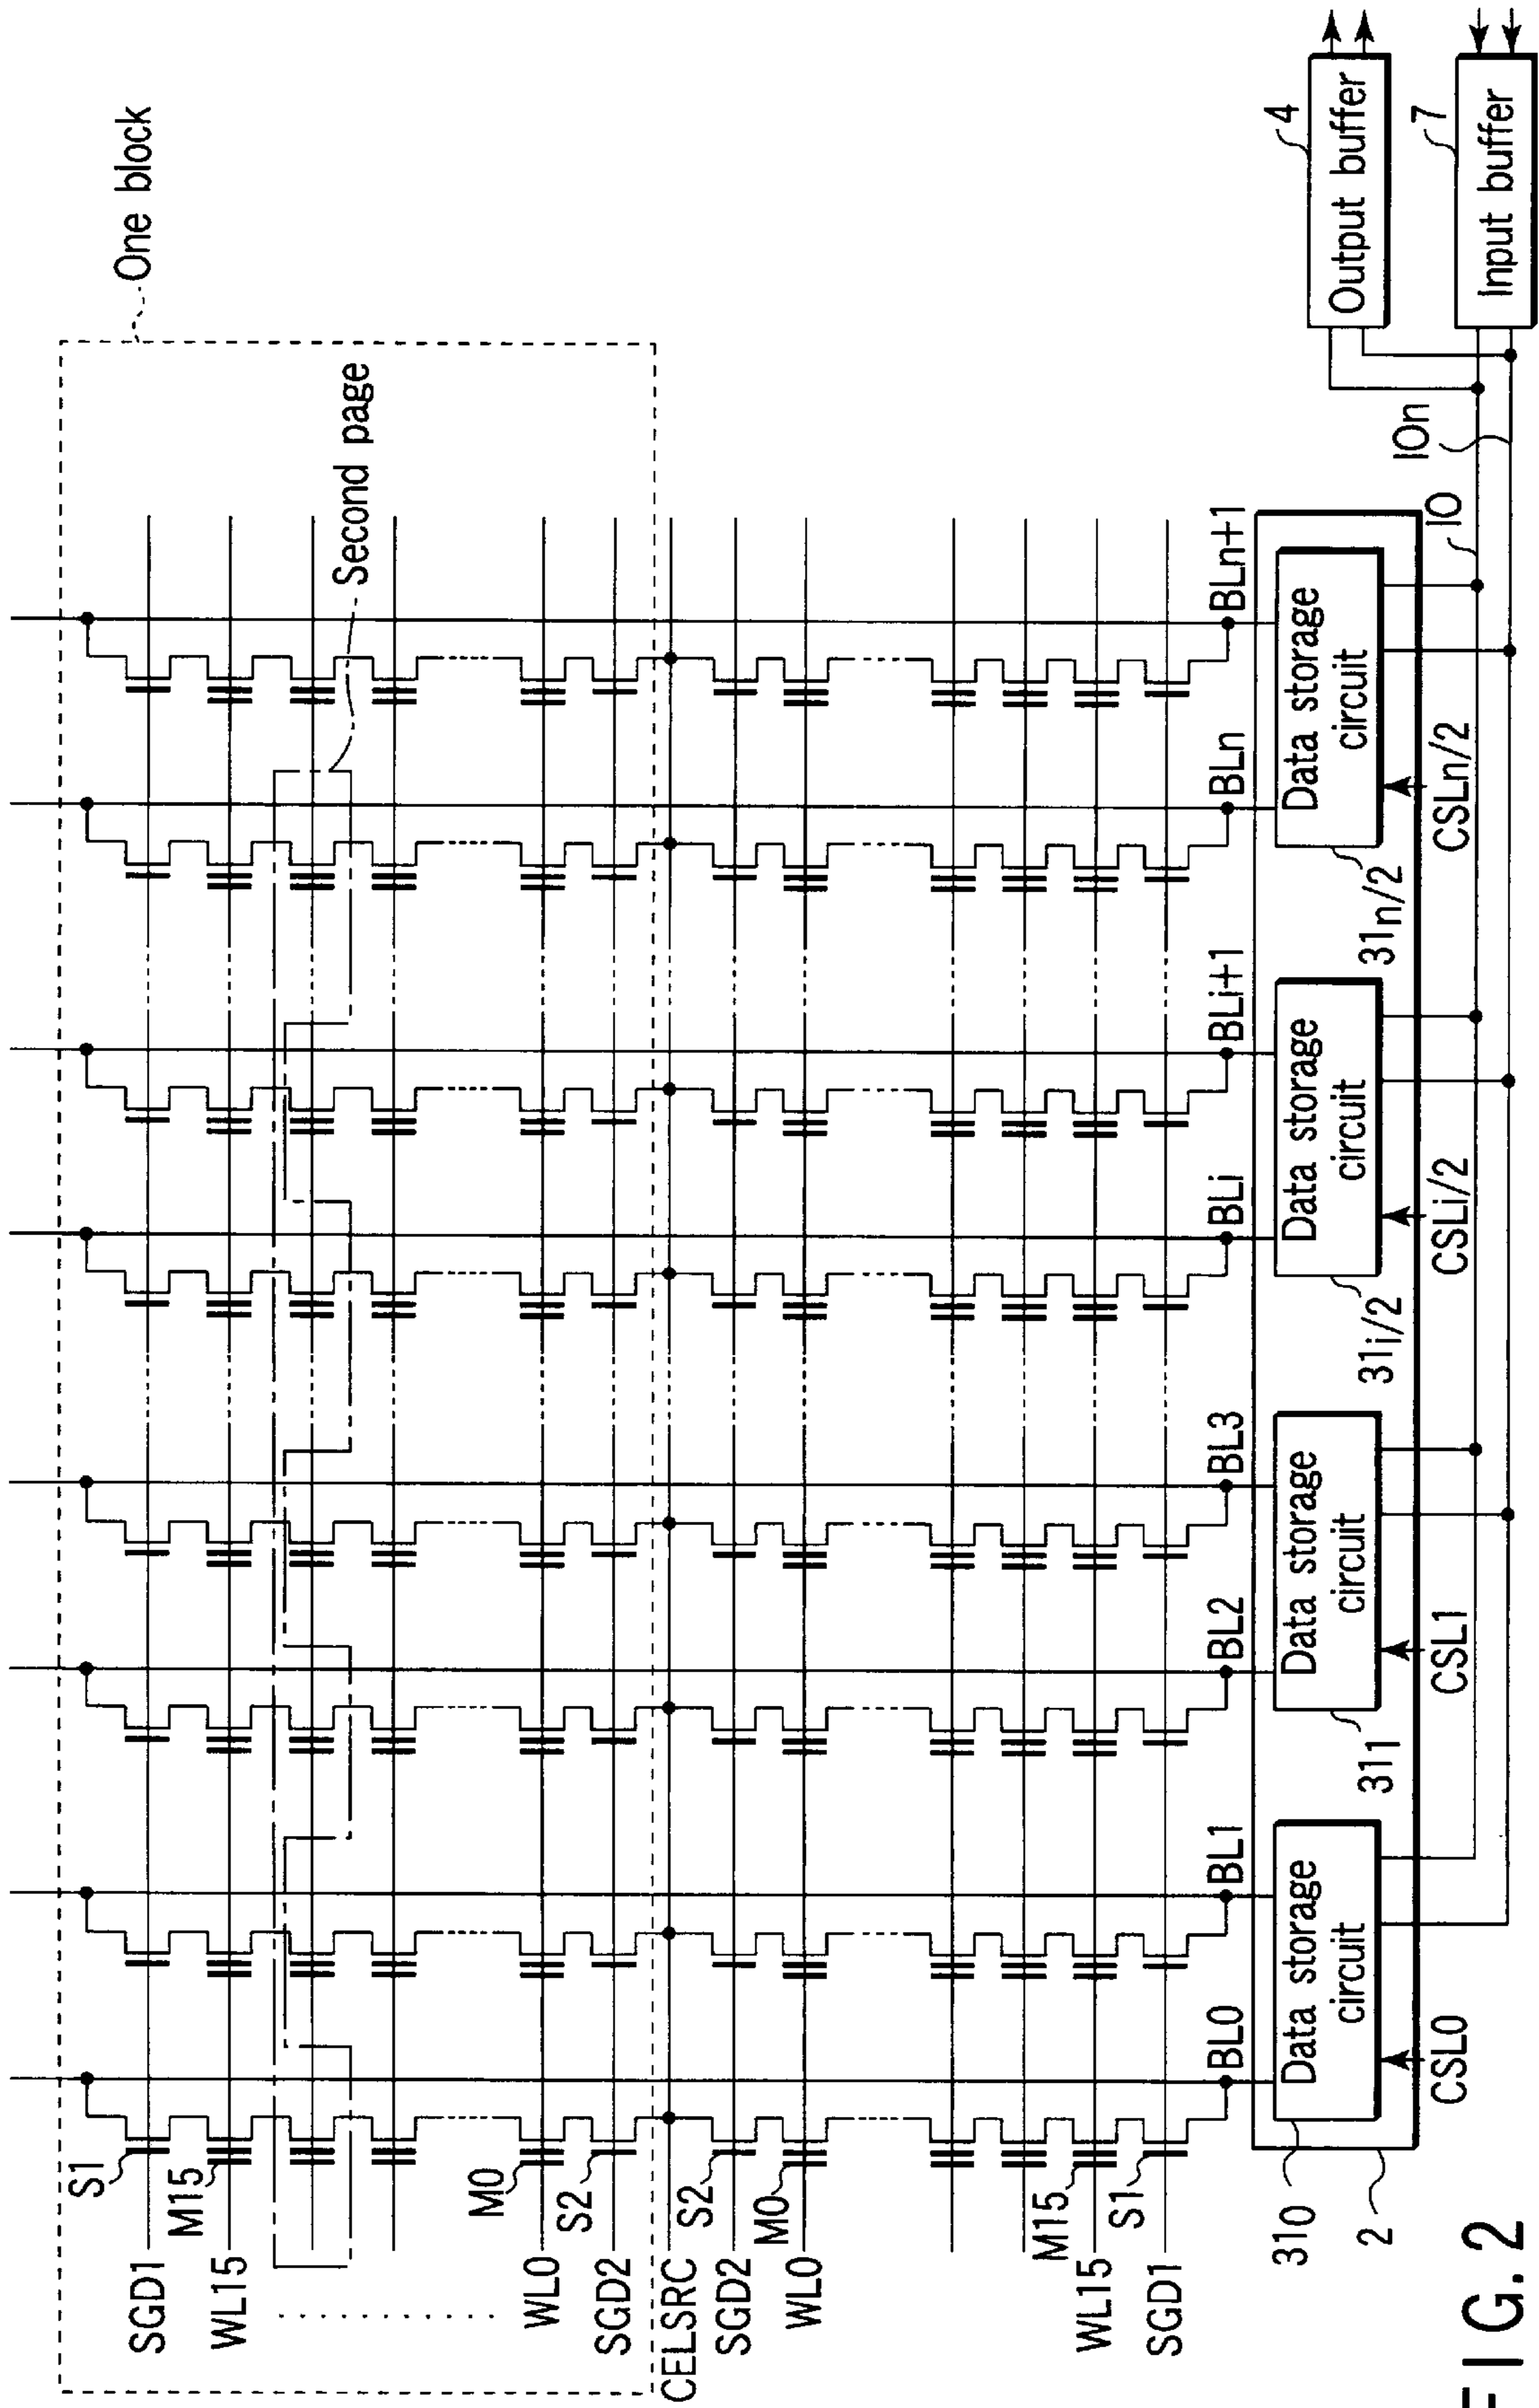 One block
Second page
S1
SGD1
M15
WL15
M0
WL0
S2
SGD2
CELSRC
S2
SGD2
M0
WL0
M15
WL15
S1
SGD1
BL0
BL1
BL2
BL3
BLi
BLi+1
BLn
BLn+1
Data storage
circuit
Data storage
circuit
Data storage
circuit
Data storage
circuit
310
311
31i/2
31n/2
2
CSL0
CSL1
CSLi/2
CSLn/2
IO
IOn
4
Output buffer
7
Input buffer
FIG. 2